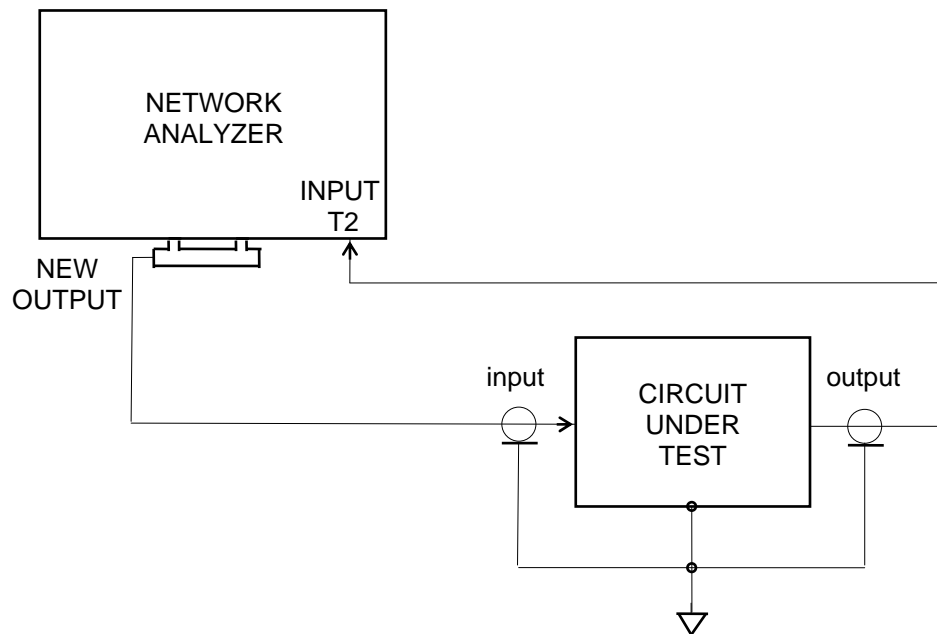 NETWORK
ANALYZER
INPUT
T2
NEW
OUTPUT
input
CIRCUIT
UNDER
TEST
output